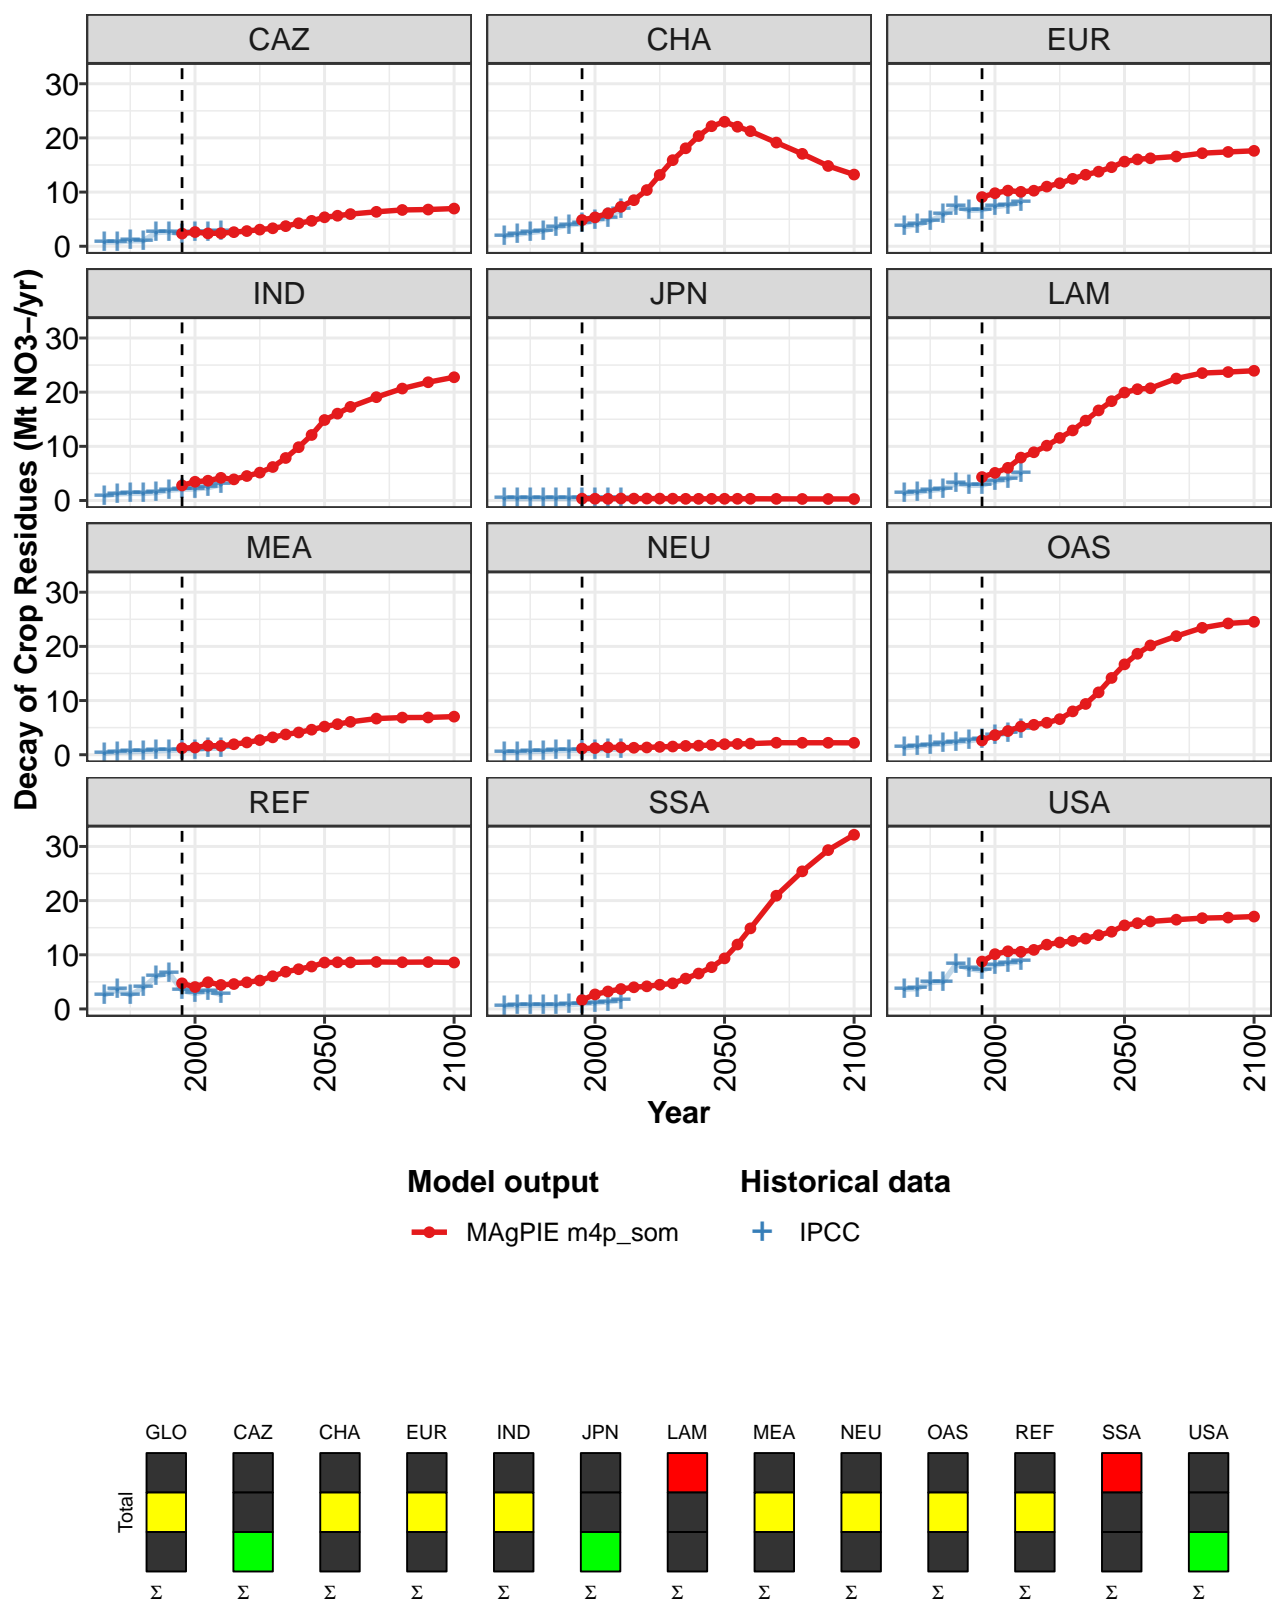 CAZ CHA EUR
30
20
10
0
IND JPN LAM
30
20
10
0
MEA NEU OAS
30
20
10
0
REF SSA USA
30
20
10
0
Decay of Crop Residues (Mt NO3−/yr)
2000 2050 2100 2000 2050 2100 2000 2050 2100
Year
Model output Historical data
MAgPIE m4p_som IPCC
GLO CAZ CHA EUR IND JPN LAM MEA NEU OAS REF SSA USA
Total
Σ Σ Σ Σ Σ Σ Σ Σ Σ Σ Σ Σ Σ